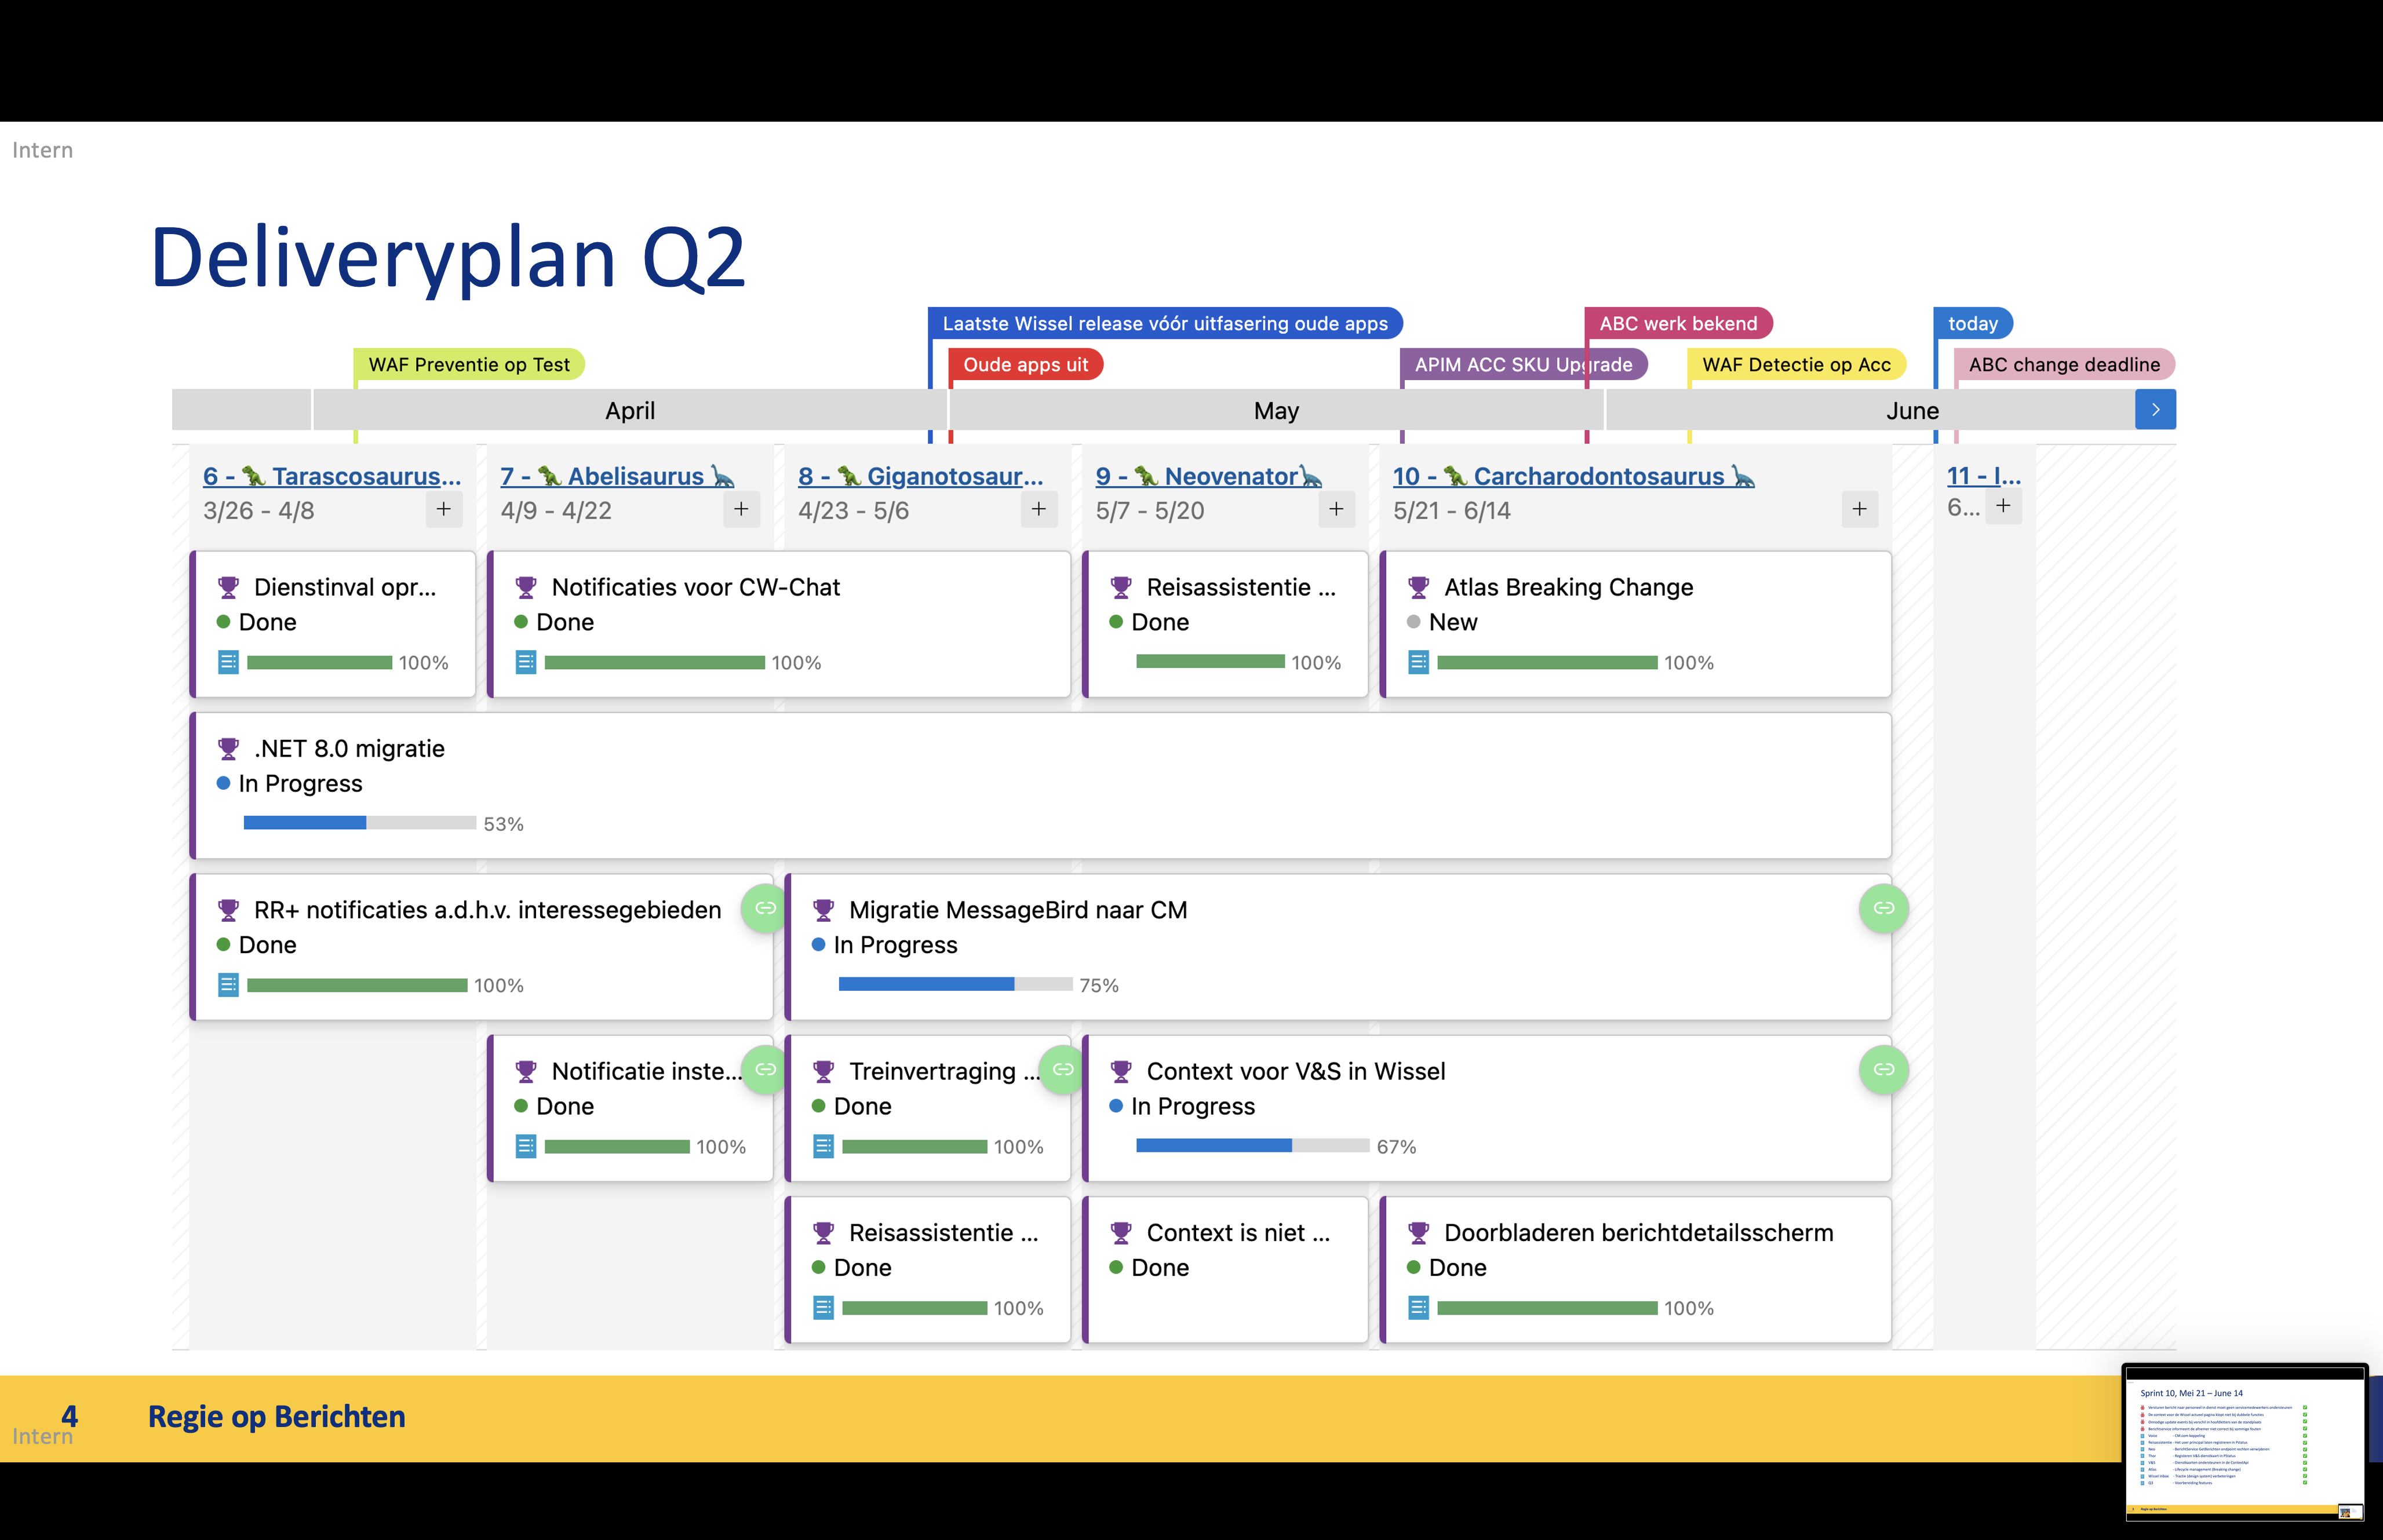 Intern
Deliveryplan Q2
Laatste Wissel release vóór uitfasering oude apps
ABC werk bekend
today
WAF Preventie op Test
Oude apps uit
APIM ACC SKU Upgrade
WAF Detectie op Acc
ABC change deadline
April
May
June
6 - 🦖 Tarascosaurus...
3/26 - 4/8
+
7 - 🦖 Abelisaurus 🦕
4/9 - 4/22
+
8 - 🦖 Giganotosaur...
4/23 - 5/6
+
9 - 🦖 Neovenator🦕
5/7 - 5/20
+
10 - 🦖 Carcharodontosaurus 🦕
5/21 - 6/14
+
11 - I...
6...
+
Dienstinval opr...
Done
100%
Notificaties voor CW-Chat
Done
100%
Reisassistentie ...
Done
100%
Atlas Breaking Change
New
100%
.NET 8.0 migratie
In Progress
53%
RR+ notificaties a.d.h.v. interessegebieden
Done
100%
Migratie MessageBird naar CM
In Progress
75%
Notificatie inste...
Done
100%
Treinvertraging ...
Done
100%
Context voor V&S in Wissel
In Progress
67%
Reisassistentie ...
Done
100%
Context is niet ...
Done
Doorbladeren berichtdetailsscherm
Done
100%
4
Regie op Berichten
Intern
Sprint 10, Mei 21 – June 14
Regie op Berichten